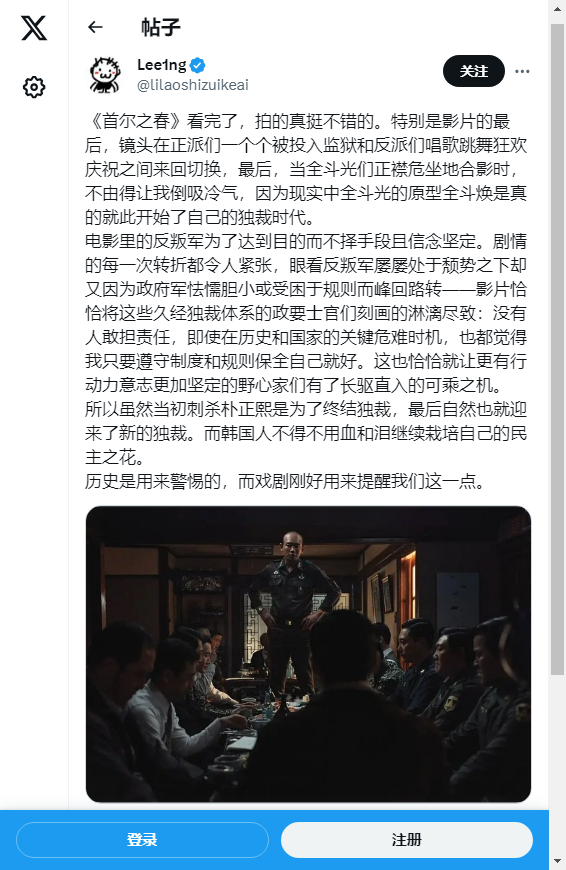 帖子
Lee1ng
@lilaoshizuikeai
关注
《首尔之春》看完了，拍的真挺不错的。特别是影片的最
后，镜头在正派们一个个被投入监狱和反派们唱歌跳舞狂欢
庆祝之间来回切换，最后，当全斗光们正襟危坐地合影时，
不由得让我倒吸冷气，因为现实中全斗光的原型全斗焕是真
的就此开始了自己的独裁时代。
电影里的反叛军为了达到目的而不择手段且信念坚定。剧情
的每一次转折都令人紧张，眼看反叛军屡屡处于颓势之下却
又因为政府军怯懦胆小或受困于规则而峰回路转——影片恰
恰将这些久经独裁体系的政要士官们刻画的淋漓尽致：没有
人敢担责任，即使在历史和国家的关键危难时机，也都觉得
我只要遵守制度和规则保全自己就好。这也恰恰就让更有行
动力意志更加坚定的野心家们有了长驱直入的可乘之机。
所以虽然当初刺杀朴正熙是为了终结独裁，最后自然也就迎
来了新的独裁。而韩国人不得不用血和泪继续栽培自己的民
主之花。
历史是用来警惕的，而戏剧刚好用来提醒我们这一点。
登录
注册